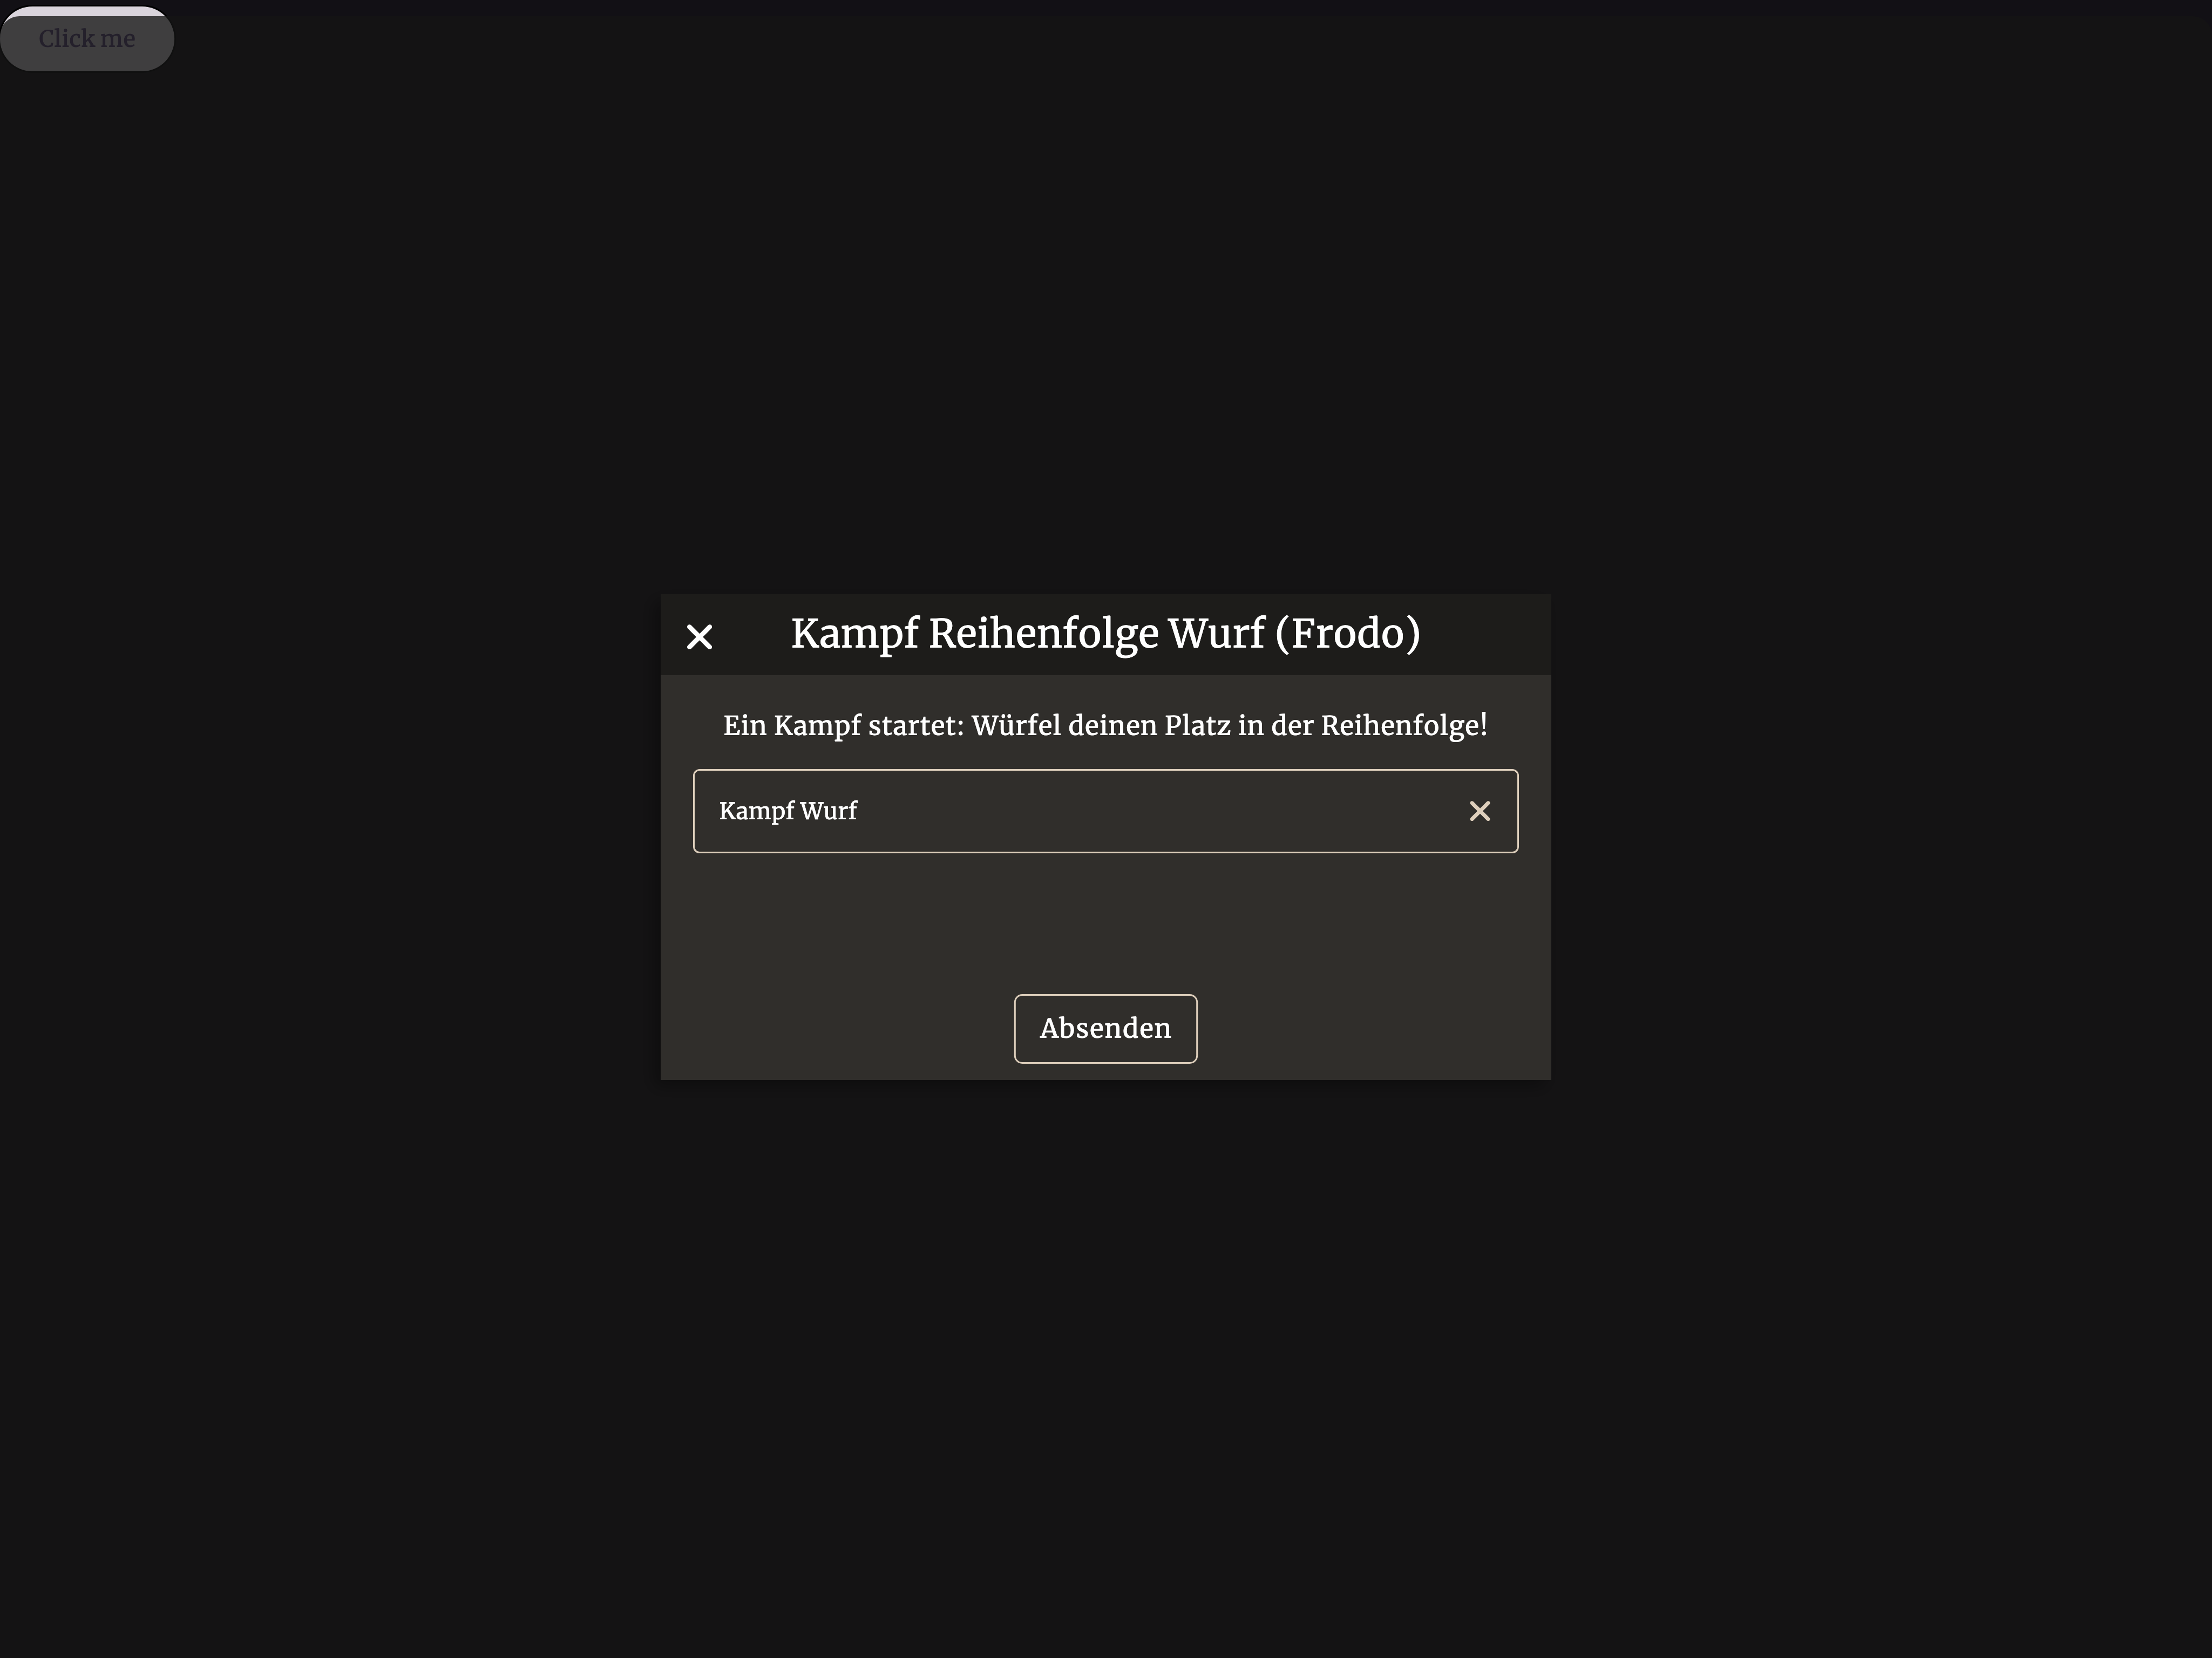 Click me
Kampf Reihenfolge Wurf (Frodo)
Ein Kampf startet: Würfel deinen Platz in der Reihenfolge!
Kampf Wurf
Absenden